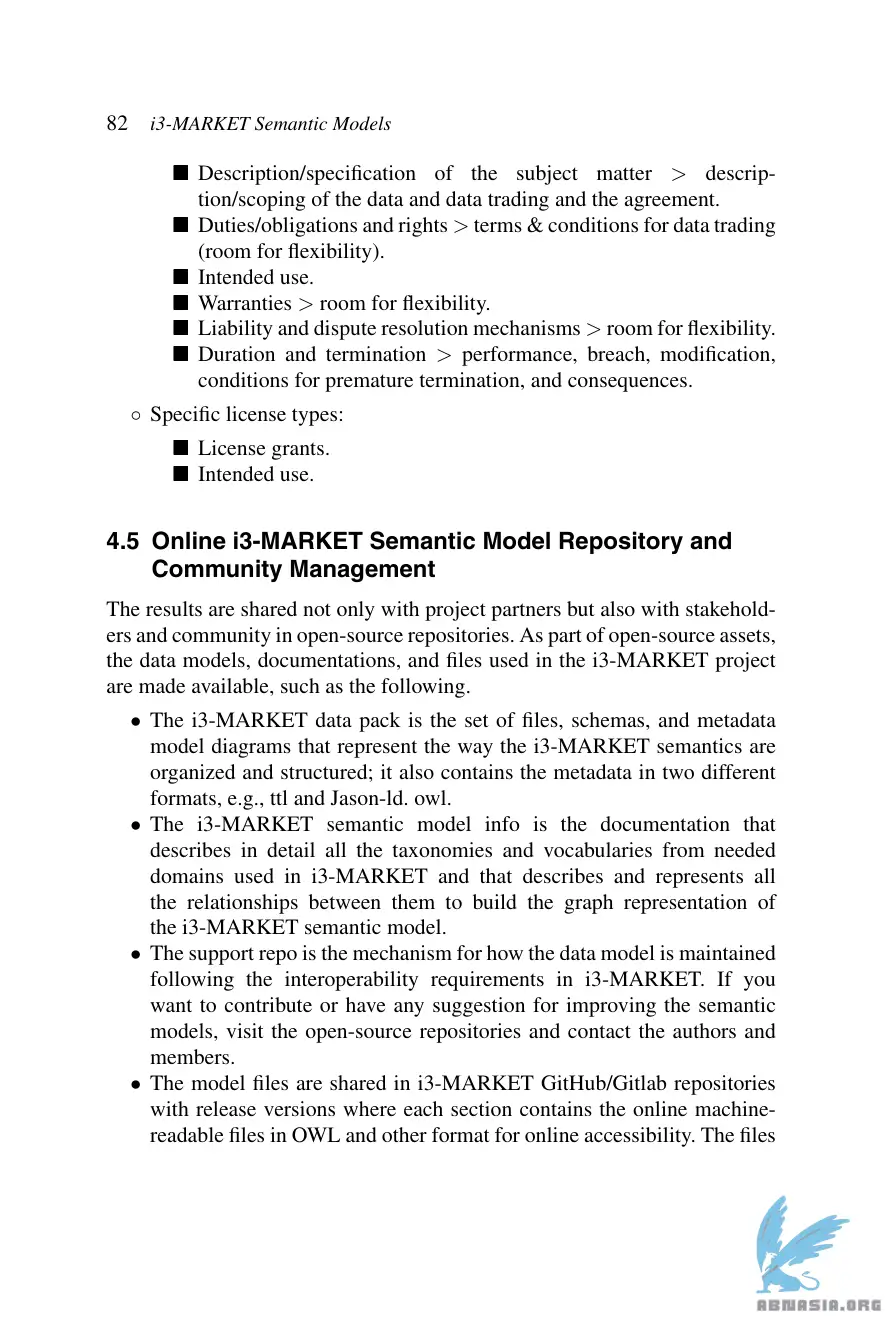 82 i3-MARKET Semantic Models
■ Description/specification of the subject matter > descrip-
tion/scoping of the data and data trading and the agreement.
■ Duties/obligations and rights > terms & conditions for data trading
(room for flexibility).
■ Intended use.
■ Warranties > room for flexibility.
■ Liability and dispute resolution mechanisms > room for flexibility.
■ Duration and termination > performance, breach, modification,
conditions for premature termination, and consequences.
○ Specific license types:
■ License grants.
■ Intended use.
4.5 Online i3-MARKET Semantic Model Repository and
Community Management
The results are shared not only with project partners but also with stakehold-
ers and community in open-source repositories. As part of open-source assets,
the data models, documentations, and files used in the i3-MARKET project
are made available, such as the following.
• The i3-MARKET data pack is the set of files, schemas, and metadata
model diagrams that represent the way the i3-MARKET semantics are
organized and structured; it also contains the metadata in two different
formats, e.g., ttl and Jason-ld. owl.
• The i3-MARKET semantic model info is the documentation that
describes in detail all the taxonomies and vocabularies from needed
domains used in i3-MARKET and that describes and represents all
the relationships between them to build the graph representation of
the i3-MARKET semantic model.
• The support repo is the mechanism for how the data model is maintained
following the interoperability requirements in i3-MARKET. If you
want to contribute or have any suggestion for improving the semantic
models, visit the open-source repositories and contact the authors and
members.
• The model files are shared in i3-MARKET GitHub/Gitlab repositories
with release versions where each section contains the online machine-
readable files in OWL and other format for online accessibility. The files
ABNASIA.ORG